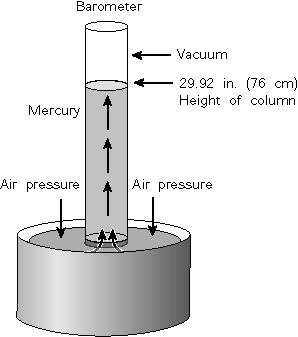 Barometer
Vacuum
29.92 in. (76 cm)
Height of column
Mercury
Air pressure
Air pressure